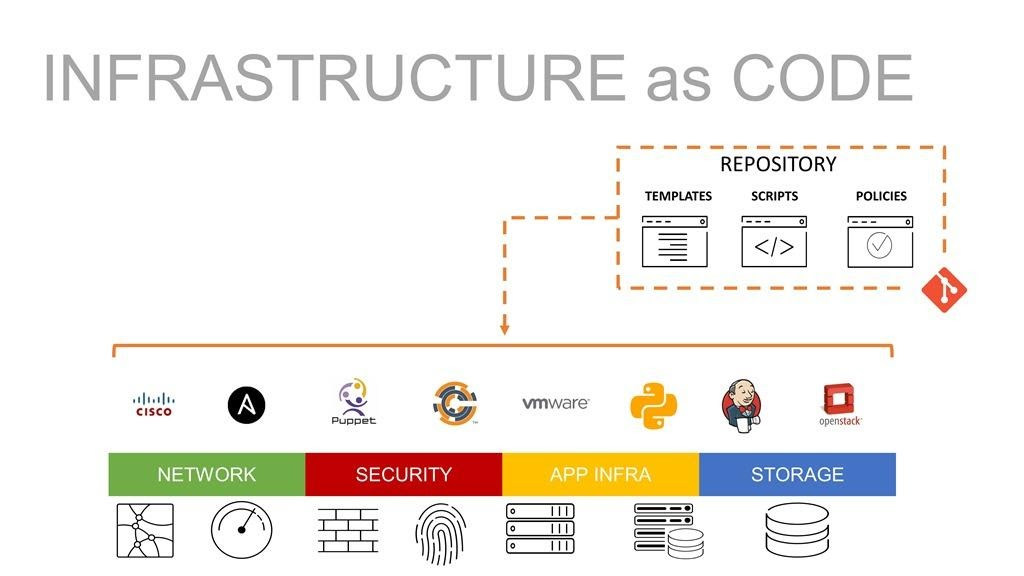 INFRASTRUCTURE as CODE
REPOSITORY
TEMPLATES SCRIPTS POLICIES
</>
CISCO A Puppet vmware openstack
NETWORK SECURITY APP INFRA STORAGE